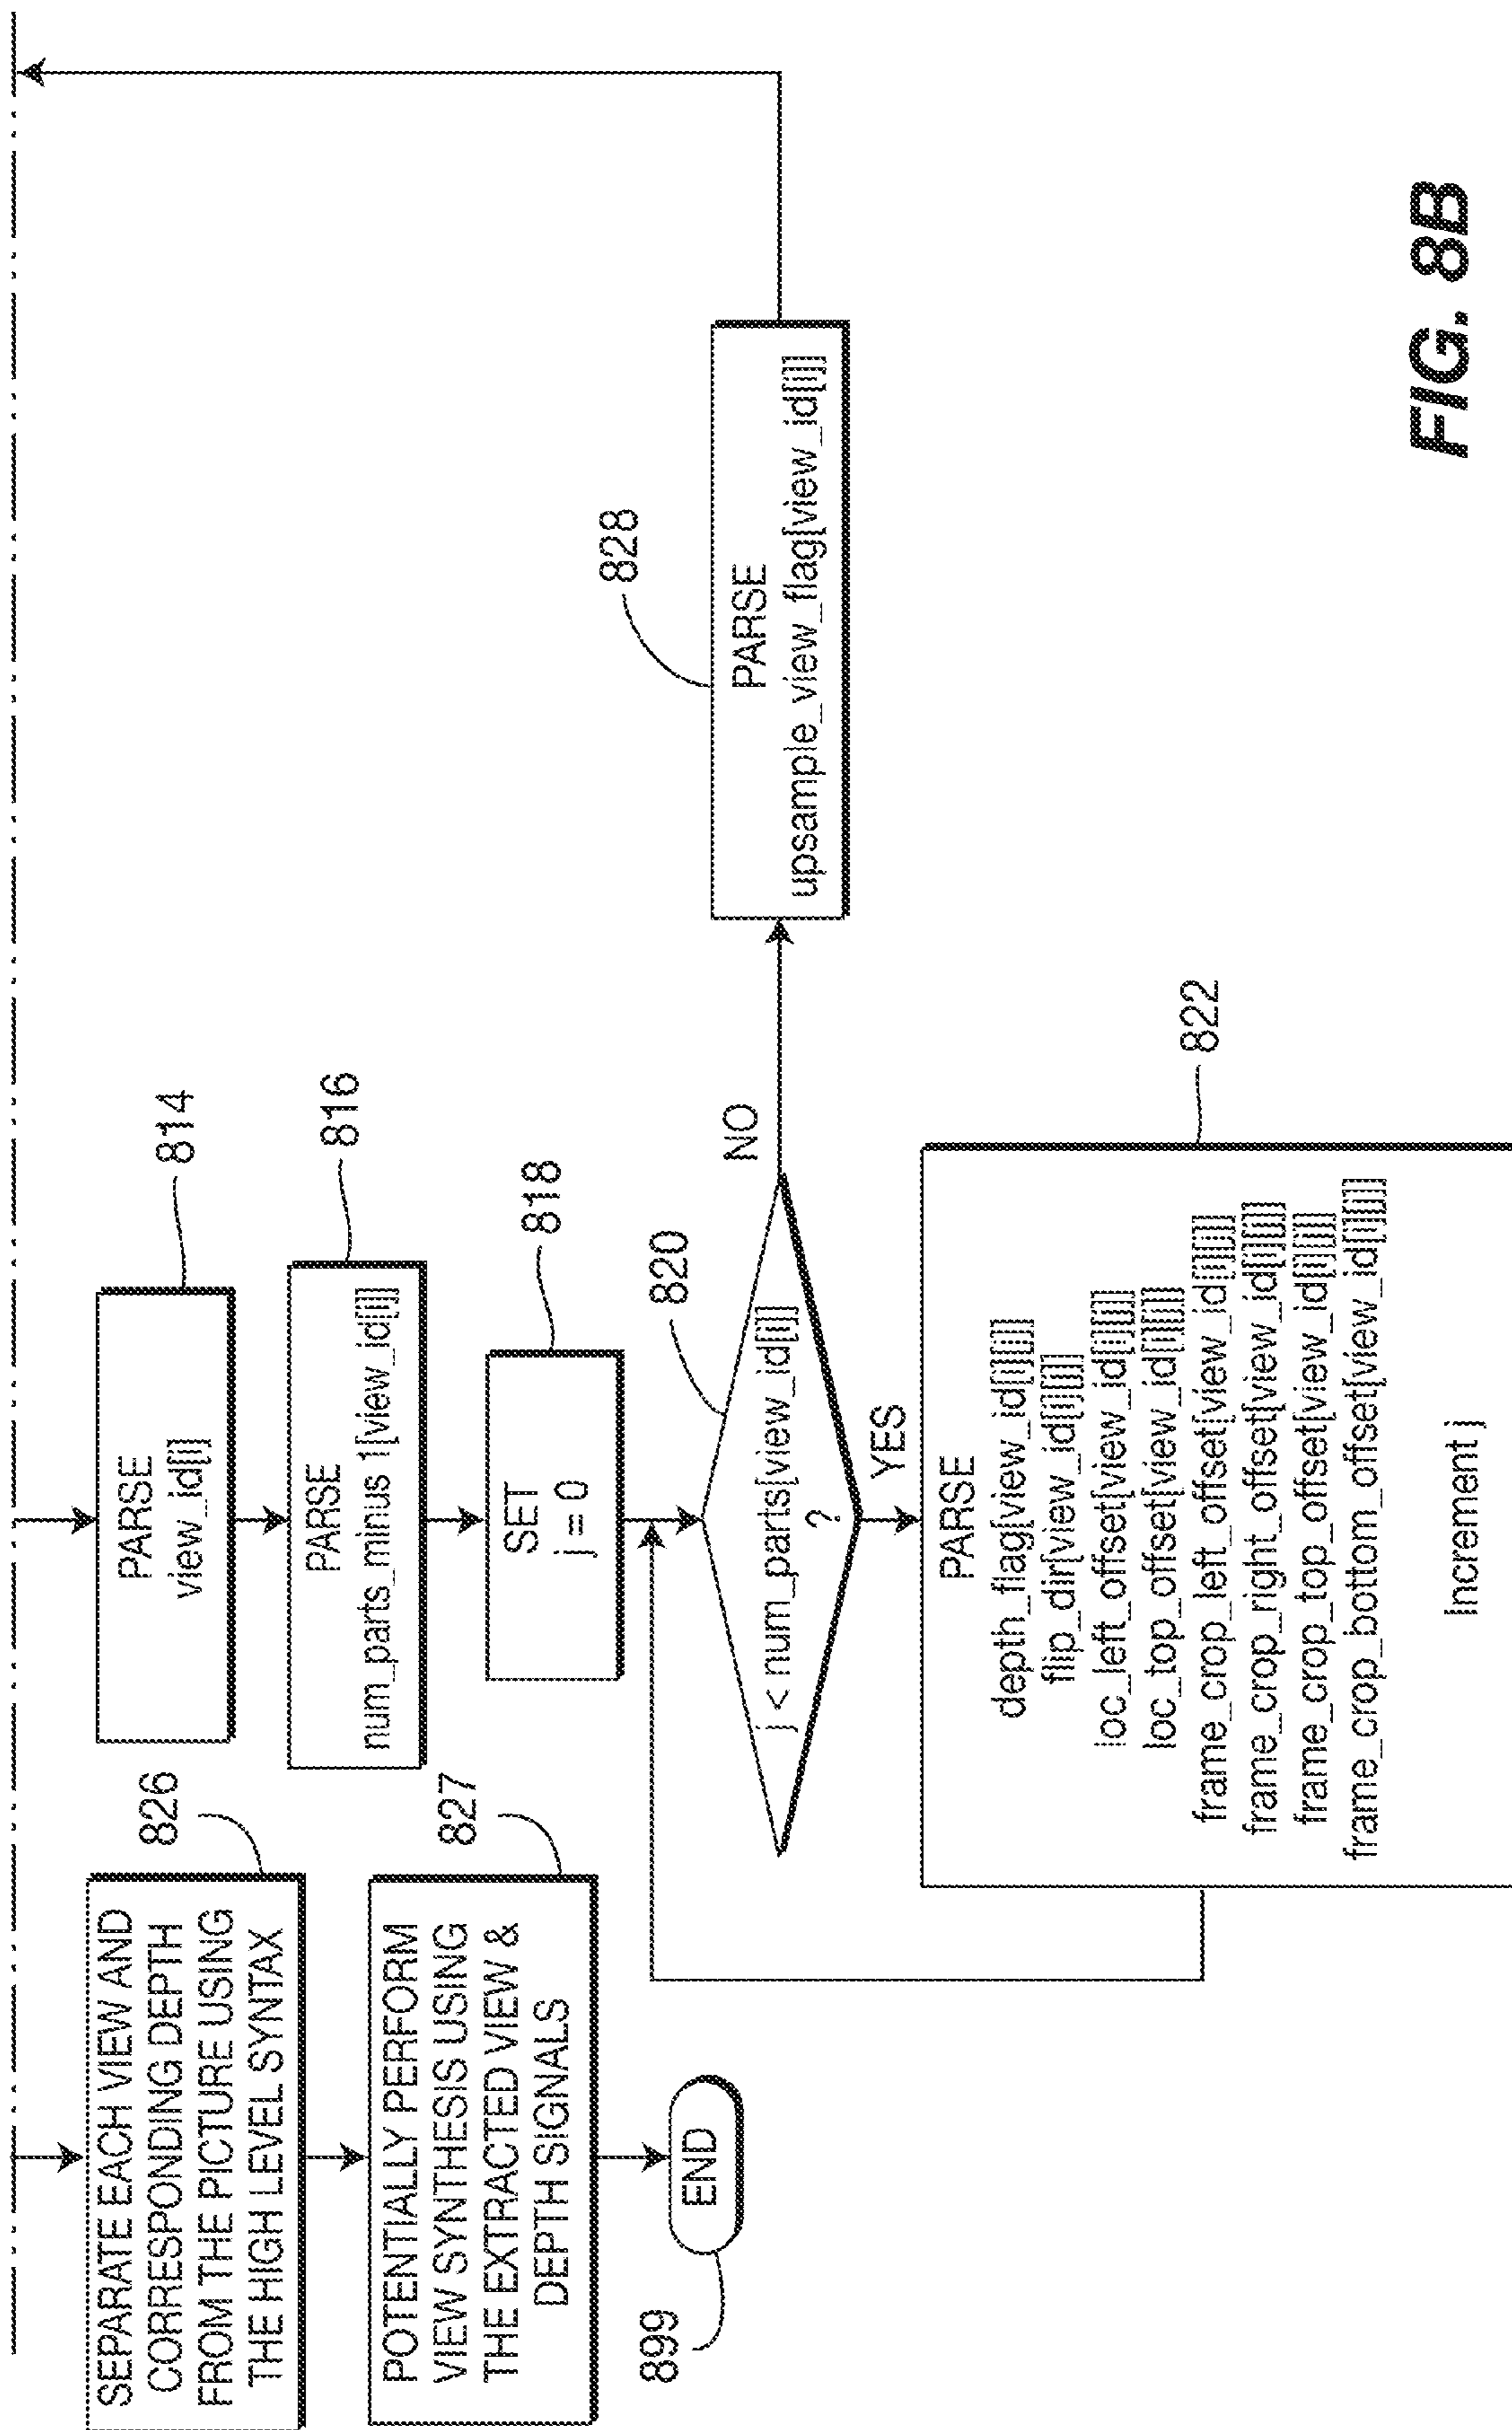 SEPARATE EACH VIEW AND
CORRESPONDING DEPTH
FROM THE PICTURE USING
THE HIGH LEVEL SYNTAX
826
POTENTIALLY PERFORM
VIEW SYNTHESIS USING
THE EXTRACTED VIEW &
DEPTH SIGNALS
827
END
899
PARSE
view_id[i]
814
PARSE
num_parts_minus 1[view_id[i]]
816
SET
j = 0
818
j < num_parts[view_id[i]]
?
820
NO
YES
PARSE
depth_flag[view_id[i][j]]
flip_dir[view_id[i][j]]
loc_left_offset[view_id[i][j]]
loc_top_offset[view_id[i][j]]
frame_crop_left_offset[view_id[i][j]]
frame_crop_right_offset[view_id[i][j]]
frame_crop_top_offset[view_id[i][j]]
frame_crop_bottom_offset[view_id[i][j]]
Increment j
822
PARSE
upsample_view_flag[view_id[i]]
828
FIG. 8B